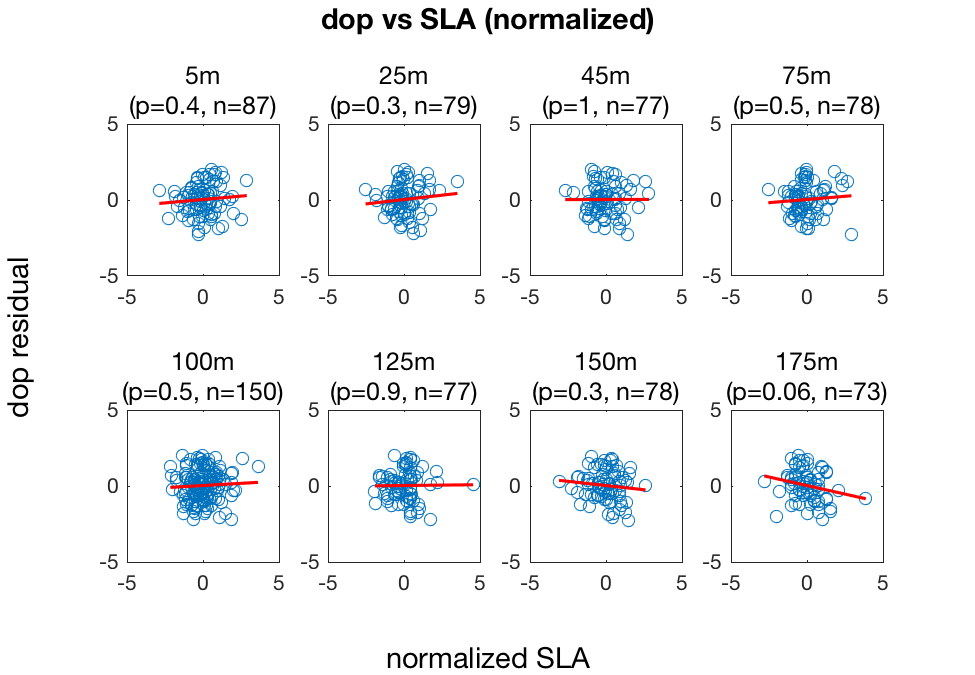 dop vs SLA (normalized)
5m
(p=0.4, n=87)
25m
(p=0.3, n=79)
45m
(p=1, n=77)
75m
(p=0.5, n=78)
5
0
-5
-5 0 5
5
0
-5
-5 0 5
5
0
-5
-5 0 5
5
0
-5
-5 0 5
dop residual
100m
(p=0.5, n=150)
125m
(p=0.9, n=77)
150m
(p=0.3, n=78)
175m
(p=0.06, n=73)
5
0
-5
-5 0 5
5
0
-5
-5 0 5
5
0
-5
-5 0 5
5
0
-5
-5 0 5
normalized SLA